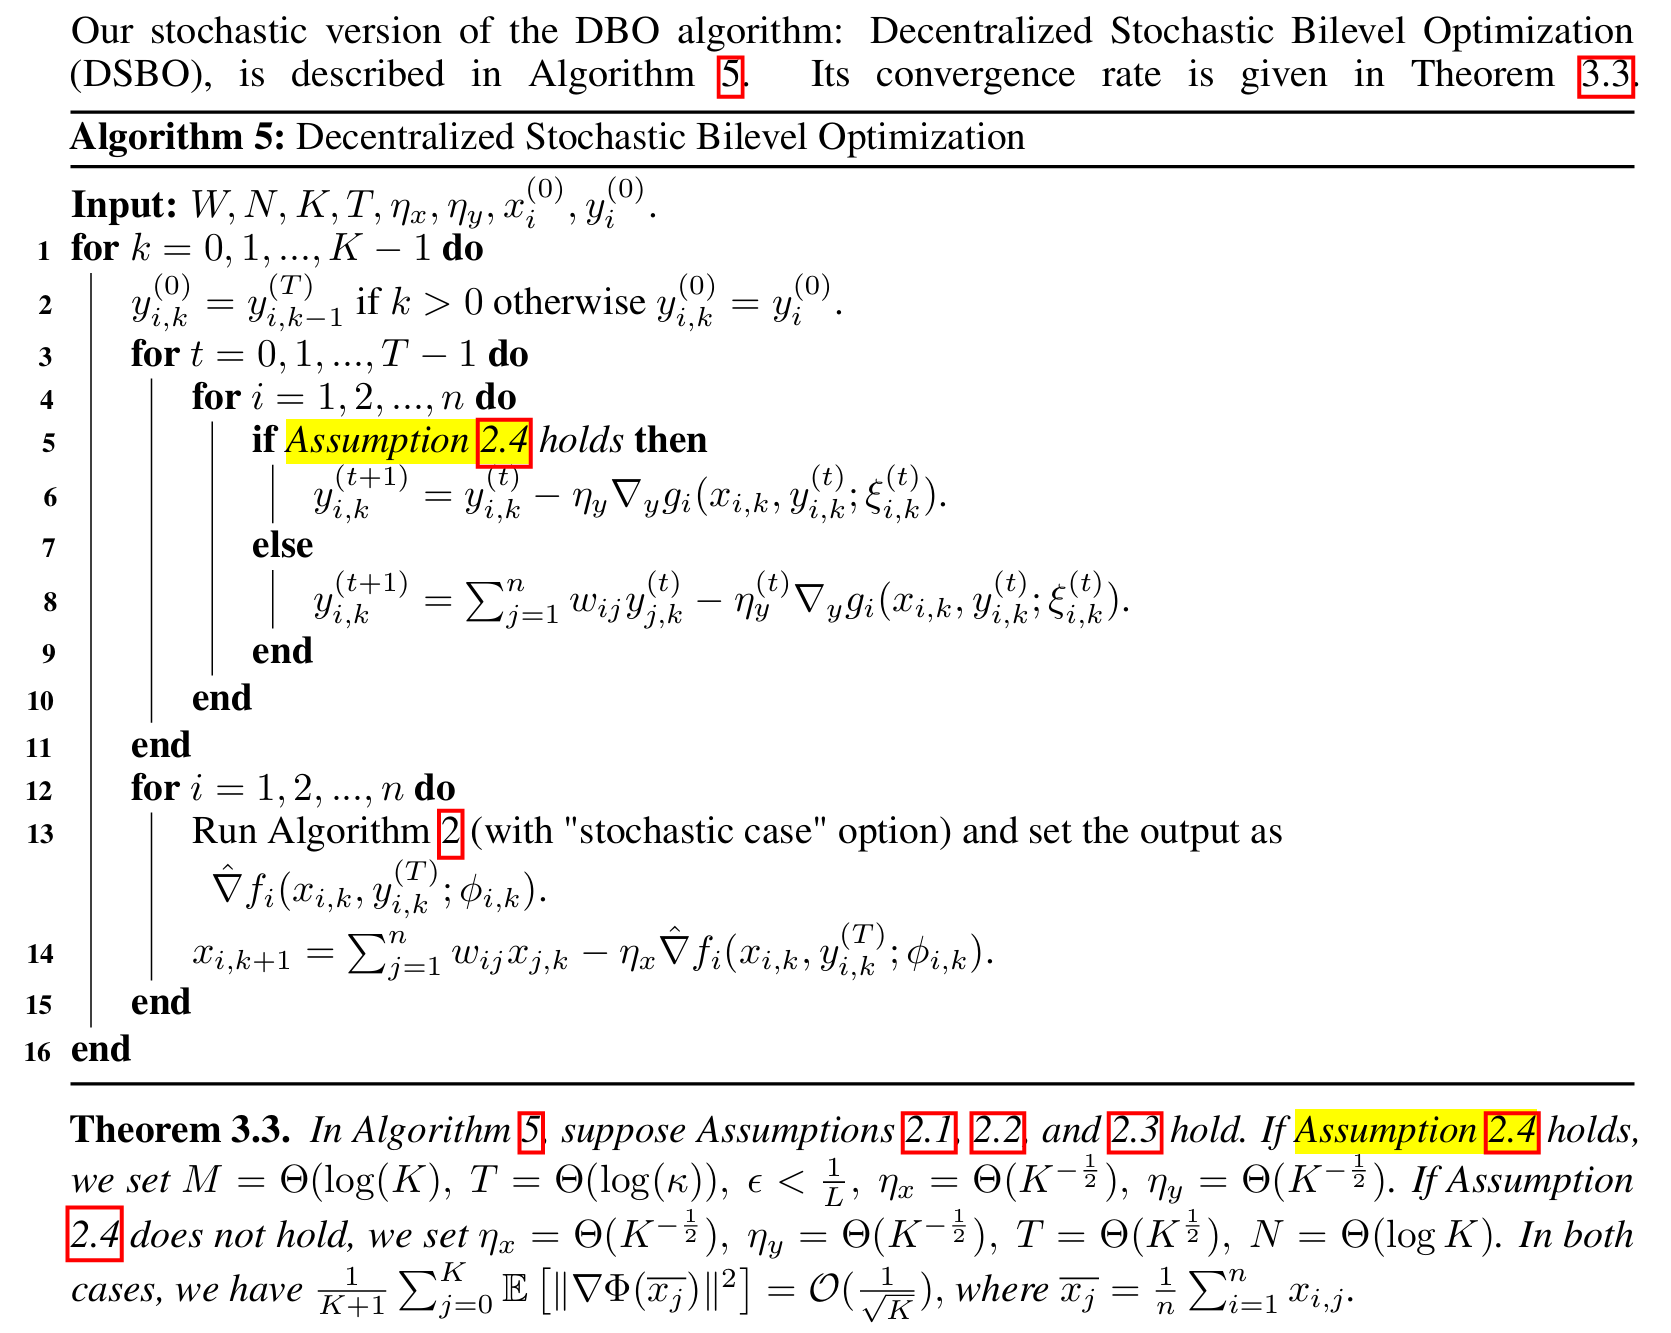 Our stochastic version of the DBO algorithm: Decentralized Stochastic Bilevel Optimization
(DSBO), is described in Algorithm 5. Its convergence rate is given in Theorem 3.3.
Algorithm 5: Decentralized Stochastic Bilevel Optimization
Input: $W, N, K, T, \eta_x, \eta_y, x_i^{(0)}, y_i^{(0)}$.
1 for $k = 0, 1, ..., K - 1$ do
2 $y_{i,k}^{(0)} = y_{i,k-1}^{(T)}$ if $k > 0$ otherwise $y_{i,k}^{(0)} = y_i^{(0)}$.
3 for $t = 0, 1, ..., T - 1$ do
4 for $i = 1, 2, ..., n$ do
5 if Assumption 2.4 holds then
6 $y_{i,k}^{(t+1)} = y_{i,k}^{(t)} - \eta_y \nabla_y g_i(x_{i,k}, y_{i,k}^{(t)}; \xi_{i,k}^{(t)})$.
7 else
8 $y_{i,k}^{(t+1)} = \sum_{j=1}^{n} w_{ij} y_{j,k}^{(t)} - \eta_y^{(t)} \nabla_y g_i(x_{i,k}, y_{i,k}^{(t)}; \xi_{i,k}^{(t)})$.
9 end
10 end
11 end
12 for $i = 1, 2, ..., n$ do
13 Run Algorithm 2 (with "stochastic case" option) and set the output as
$\hat{\nabla} f_i(x_{i,k}, y_{i,k}^{(T)}; \phi_{i,k})$.
14 $x_{i,k+1} = \sum_{j=1}^{n} w_{ij} x_{j,k} - \eta_x \hat{\nabla} f_i(x_{i,k}, y_{i,k}^{(T)}; \phi_{i,k})$.
15 end
16 end
Theorem 3.3. In Algorithm 5, suppose Assumptions 2.1, 2.2, and 2.3 hold. If Assumption 2.4 holds,
we set $M = \Theta(\log(K)$, $T = \Theta(\log(\kappa))$, $\epsilon < \frac{1}{L}$, $\eta_x = \Theta(K^{-\frac{1}{2}})$, $\eta_y = \Theta(K^{-\frac{1}{2}})$. If Assumption
2.4 does not hold, we set $\eta_x = \Theta(K^{-\frac{1}{2}})$, $\eta_y = \Theta(K^{-\frac{1}{2}})$, $T = \Theta(K^{\frac{1}{2}})$, $N = \Theta(\log K)$. In both
cases, we have $\frac{1}{K+1} \sum_{j=0}^{K} \mathbb{E}\left[\|\nabla\Phi(\overline{x_j})\|^2\right] = \mathcal{O}(\frac{1}{\sqrt{K}})$, where $\overline{x_j} = \frac{1}{n} \sum_{i=1}^{n} x_{i,j}$.